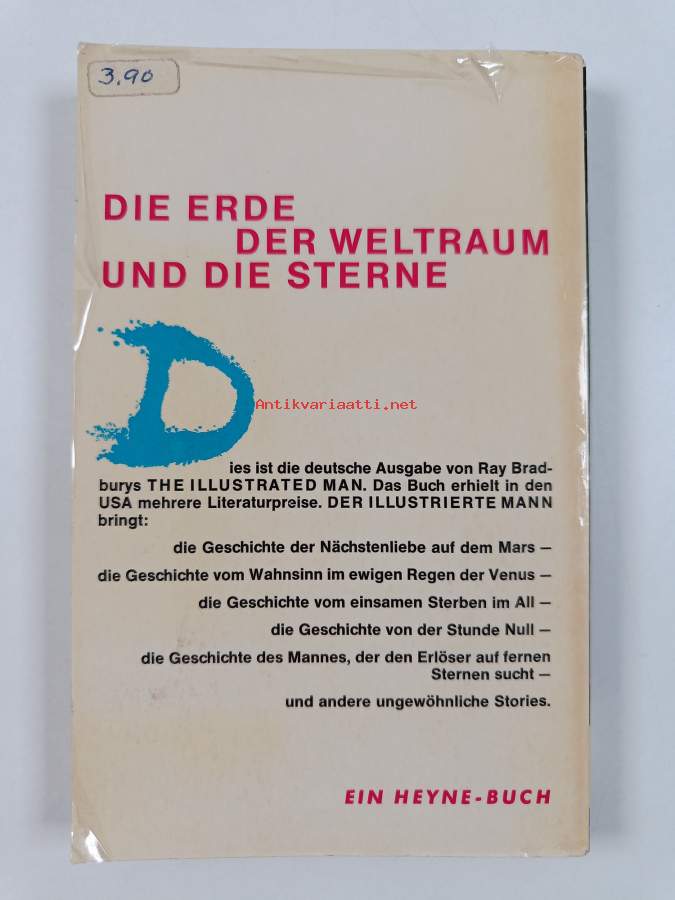 3.90
DIE ERDE
DER WELTRAUM
UND DIE STERNE
Antikvariaatti.net
Dies ist die deutsche Ausgabe von Ray Brad-
burys THE ILLUSTRATED MAN. Das Buch erhielt in den
USA mehrere Literaturpreise. DER ILLUSTRIERTE MANN
bringt:
die Geschichte der Nächstenliebe auf dem Mars —
die Geschichte vom Wahnsinn im ewigen Regen der Venus —
die Geschichte vom einsamen Sterben im All —
die Geschichte von der Stunde Null —
die Geschichte des Mannes, der den Erlöser auf fernen
Sternen sucht —
und andere ungewöhnliche Stories.
EIN HEYNE-BUCH